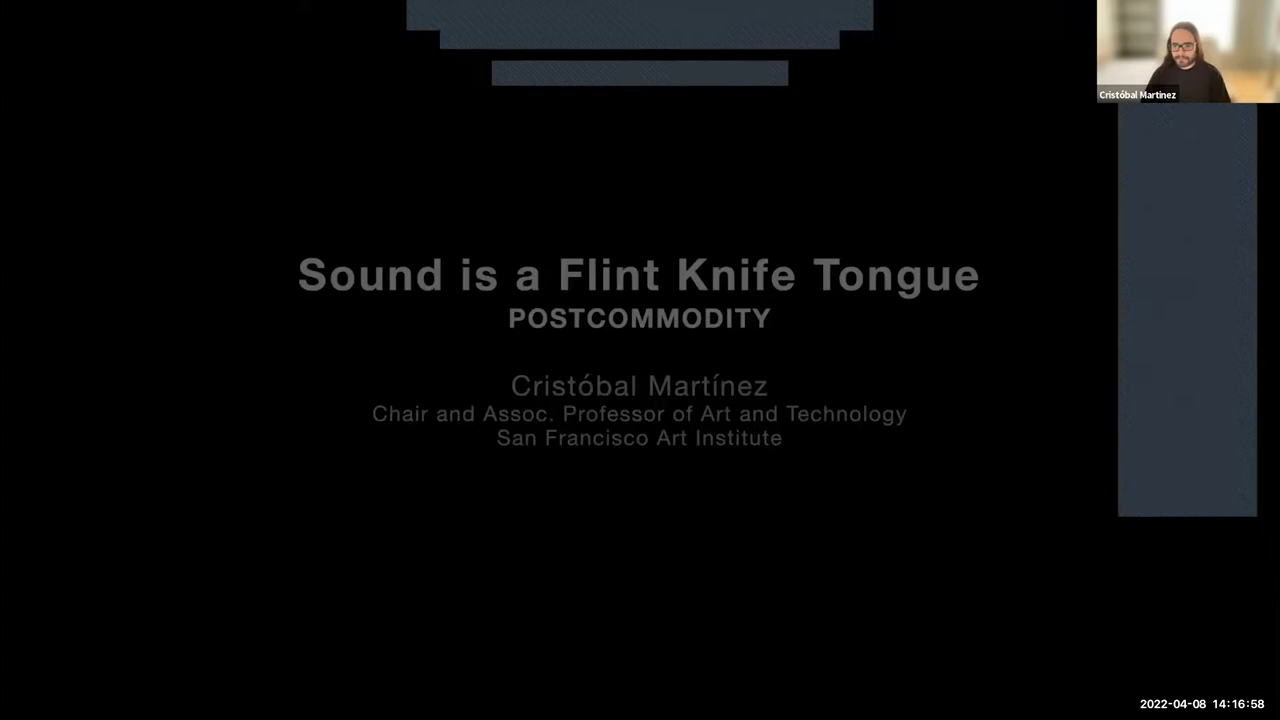 Cristóbal Martinez
Sound is a Flint Knife Tongue
POSTCOMMODITY
Cristóbal Martínez
Chair and Assoc. Professor of Art and Technology
San Francisco Art Institute
2022-04-08 14:16:58